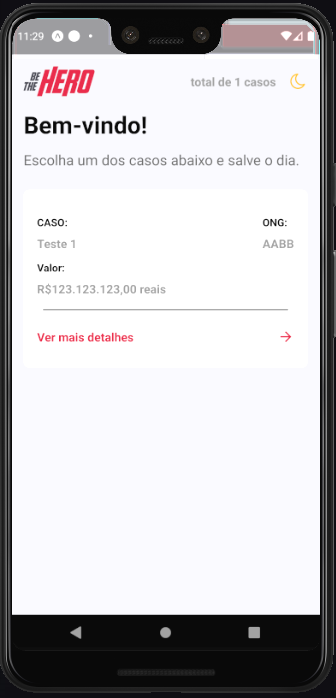 11:29
BE
THE HERO
total de 1 casos
Bem-vindo!
Escolha um dos casos abaixo e salve o dia.
CASO: ONG:
Teste 1 AABB
Valor:
R$123.123.123,00 reais
Ver mais detalhes